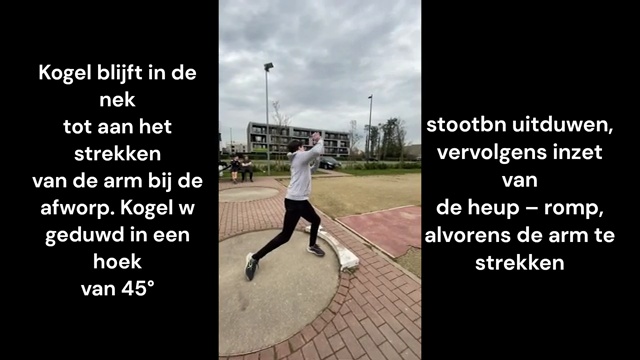 Kogel blijft in de
nek
tot aan het
strekken
van de arm bij de
afworp. Kogel w
geduwd in een
hoek
van 45°
stootbn uitduwen,
vervolgens inzet
van
de heup – romp,
alvorens de arm te
strekken